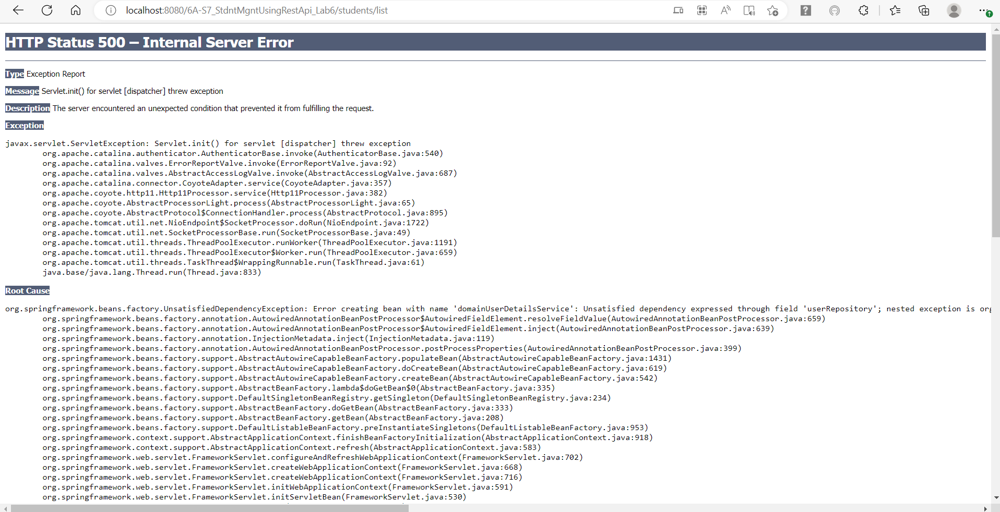 localhost:8080/6A-S7_StdntMgntUsingRestApi_Lab6/students/list
HTTP Status 500 – Internal Server Error
Type Exception Report
Message Servlet.init() for servlet [dispatcher] threw exception
Description The server encountered an unexpected condition that prevented it from fulfilling the request.
Exception
javax.servlet.ServletException: Servlet.init() for servlet [dispatcher] threw exception
org.apache.catalina.authenticator.AuthenticatorBase.invoke(AuthenticatorBase.java:540)
org.apache.catalina.valves.ErrorReportValve.invoke(ErrorReportValve.java:92)
org.apache.catalina.valves.AbstractAccessLogValve.invoke(AbstractAccessLogValve.java:687)
org.apache.catalina.connector.CoyoteAdapter.service(CoyoteAdapter.java:357)
org.apache.coyote.http11.Http11Processor.service(Http11Processor.java:382)
org.apache.coyote.AbstractProcessorLight.process(AbstractProcessorLight.java:65)
org.apache.coyote.AbstractProtocol$ConnectionHandler.process(AbstractProtocol.java:895)
org.apache.tomcat.util.net.NioEndpoint$SocketProcessor.doRun(NioEndpoint.java:1722)
org.apache.tomcat.util.net.SocketProcessorBase.run(SocketProcessorBase.java:49)
org.apache.tomcat.util.threads.ThreadPoolExecutor.runWorker(ThreadPoolExecutor.java:1191)
org.apache.tomcat.util.threads.ThreadPoolExecutor$Worker.run(ThreadPoolExecutor.java:659)
org.apache.tomcat.util.threads.TaskThread$WrappingRunnable.run(TaskThread.java:61)
java.base/java.lang.Thread.run(Thread.java:833)
Root Cause
org.springframework.beans.factory.UnsatisfiedDependencyException: Error creating bean with name 'domainUserDetailsService': Unsatisfied dependency expressed through field 'userRepository'; nested exception is org
org.springframework.beans.factory.annotation.AutowiredAnnotationBeanPostProcessor$AutowiredFieldElement.resolveFieldValue(AutowiredAnnotationBeanPostProcessor.java:659)
org.springframework.beans.factory.annotation.AutowiredAnnotationBeanPostProcessor$AutowiredFieldElement.inject(AutowiredAnnotationBeanPostProcessor.java:639)
org.springframework.beans.factory.annotation.InjectionMetadata.inject(InjectionMetadata.java:119)
org.springframework.beans.factory.annotation.AutowiredAnnotationBeanPostProcessor.postProcessProperties(AutowiredAnnotationBeanPostProcessor.java:399)
org.springframework.beans.factory.support.AbstractAutowireCapableBeanFactory.populateBean(AbstractAutowireCapableBeanFactory.java:1431)
org.springframework.beans.factory.support.AbstractAutowireCapableBeanFactory.doCreateBean(AbstractAutowireCapableBeanFactory.java:619)
org.springframework.beans.factory.support.AbstractAutowireCapableBeanFactory.createBean(AbstractAutowireCapableBeanFactory.java:542)
org.springframework.beans.factory.support.AbstractBeanFactory.lambda$doGetBean$0(AbstractBeanFactory.java:335)
org.springframework.beans.factory.support.DefaultSingletonBeanRegistry.getSingleton(DefaultSingletonBeanRegistry.java:234)
org.springframework.beans.factory.support.AbstractBeanFactory.doGetBean(AbstractBeanFactory.java:333)
org.springframework.beans.factory.support.AbstractBeanFactory.getBean(AbstractBeanFactory.java:208)
org.springframework.beans.factory.support.DefaultListableBeanFactory.preInstantiateSingletons(DefaultListableBeanFactory.java:953)
org.springframework.context.support.AbstractApplicationContext.finishBeanFactoryInitialization(AbstractApplicationContext.java:918)
org.springframework.context.support.AbstractApplicationContext.refresh(AbstractApplicationContext.java:583)
org.springframework.web.servlet.FrameworkServlet.configureAndRefreshWebApplicationContext(FrameworkServlet.java:702)
org.springframework.web.servlet.FrameworkServlet.createWebApplicationContext(FrameworkServlet.java:668)
org.springframework.web.servlet.FrameworkServlet.createWebApplicationContext(FrameworkServlet.java:716)
org.springframework.web.servlet.FrameworkServlet.initWebApplicationContext(FrameworkServlet.java:591)
org.springframework.web.servlet.FrameworkServlet.initServletBean(FrameworkServlet.java:530)